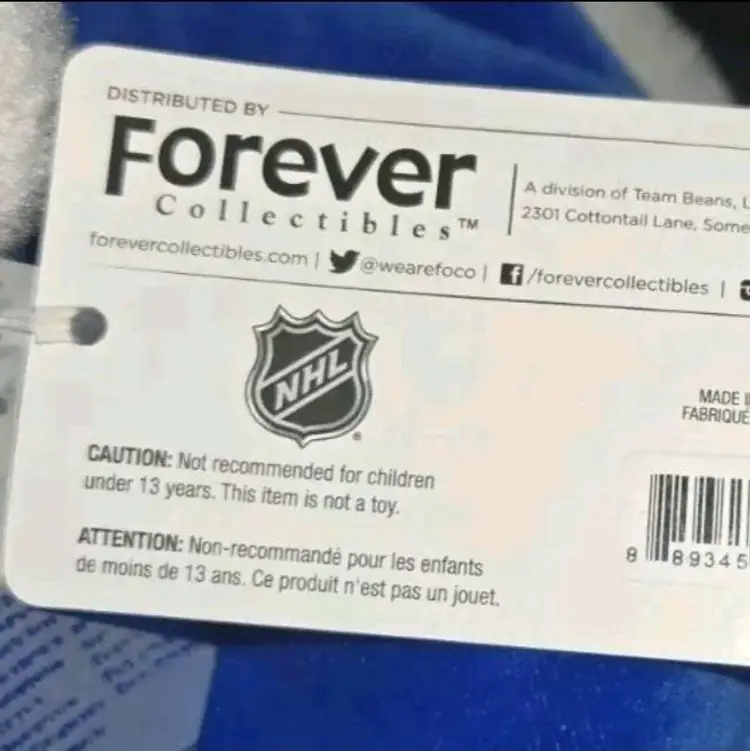 DISTRIBUTED BY
Forever
Collectibles™
A division of Team Beans,
2301 Cottontail Lane,
forevercollectibles.com | @wearefoco | f /forevercollectibles |
NHL
®
MADE
FABRIQUÉ
CAUTION: Not recommended for children
under 13 years. This item is not a toy.
ATTENTION: Non-recommandé pour les enfants
de moins de 13 ans. Ce produit n'est pas un jouet.
8 89345